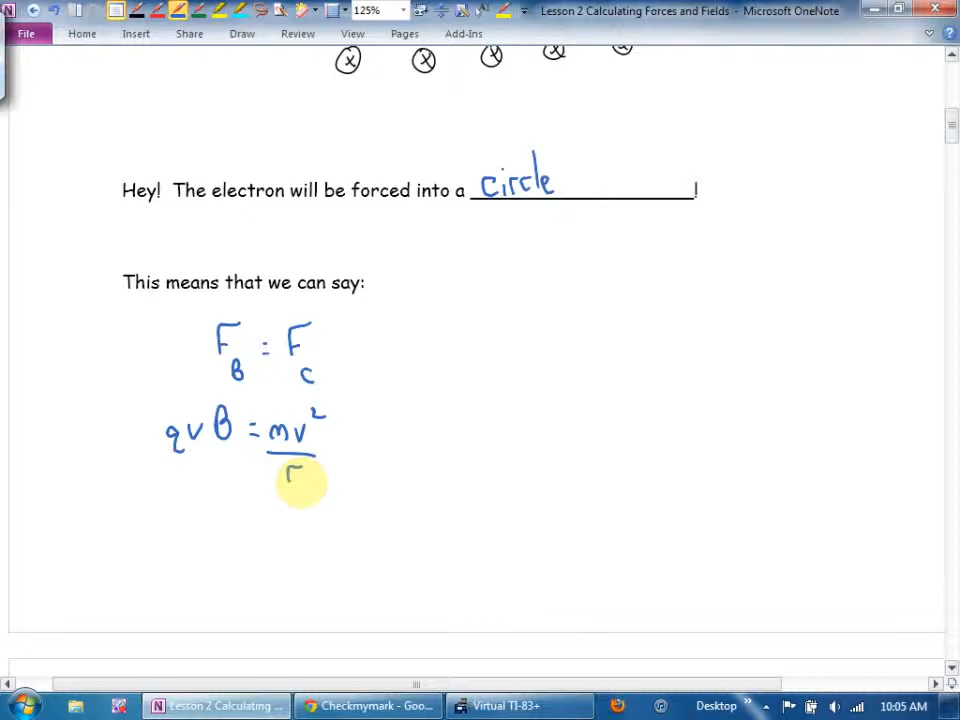 125%
Lesson 2 Calculating Forces and Fields - Microsoft OneNote
File Home Insert Share Draw Review Pages View Add-Ins
x x x x x
Hey! The electron will be forced into a circle!
This means that we can say:
F_B = F_C
qvB = mv²
r
Lesson 2 Calculating ... Checkmymark - Goo... Virtual TI-83+ Desktop » 10:05 AM